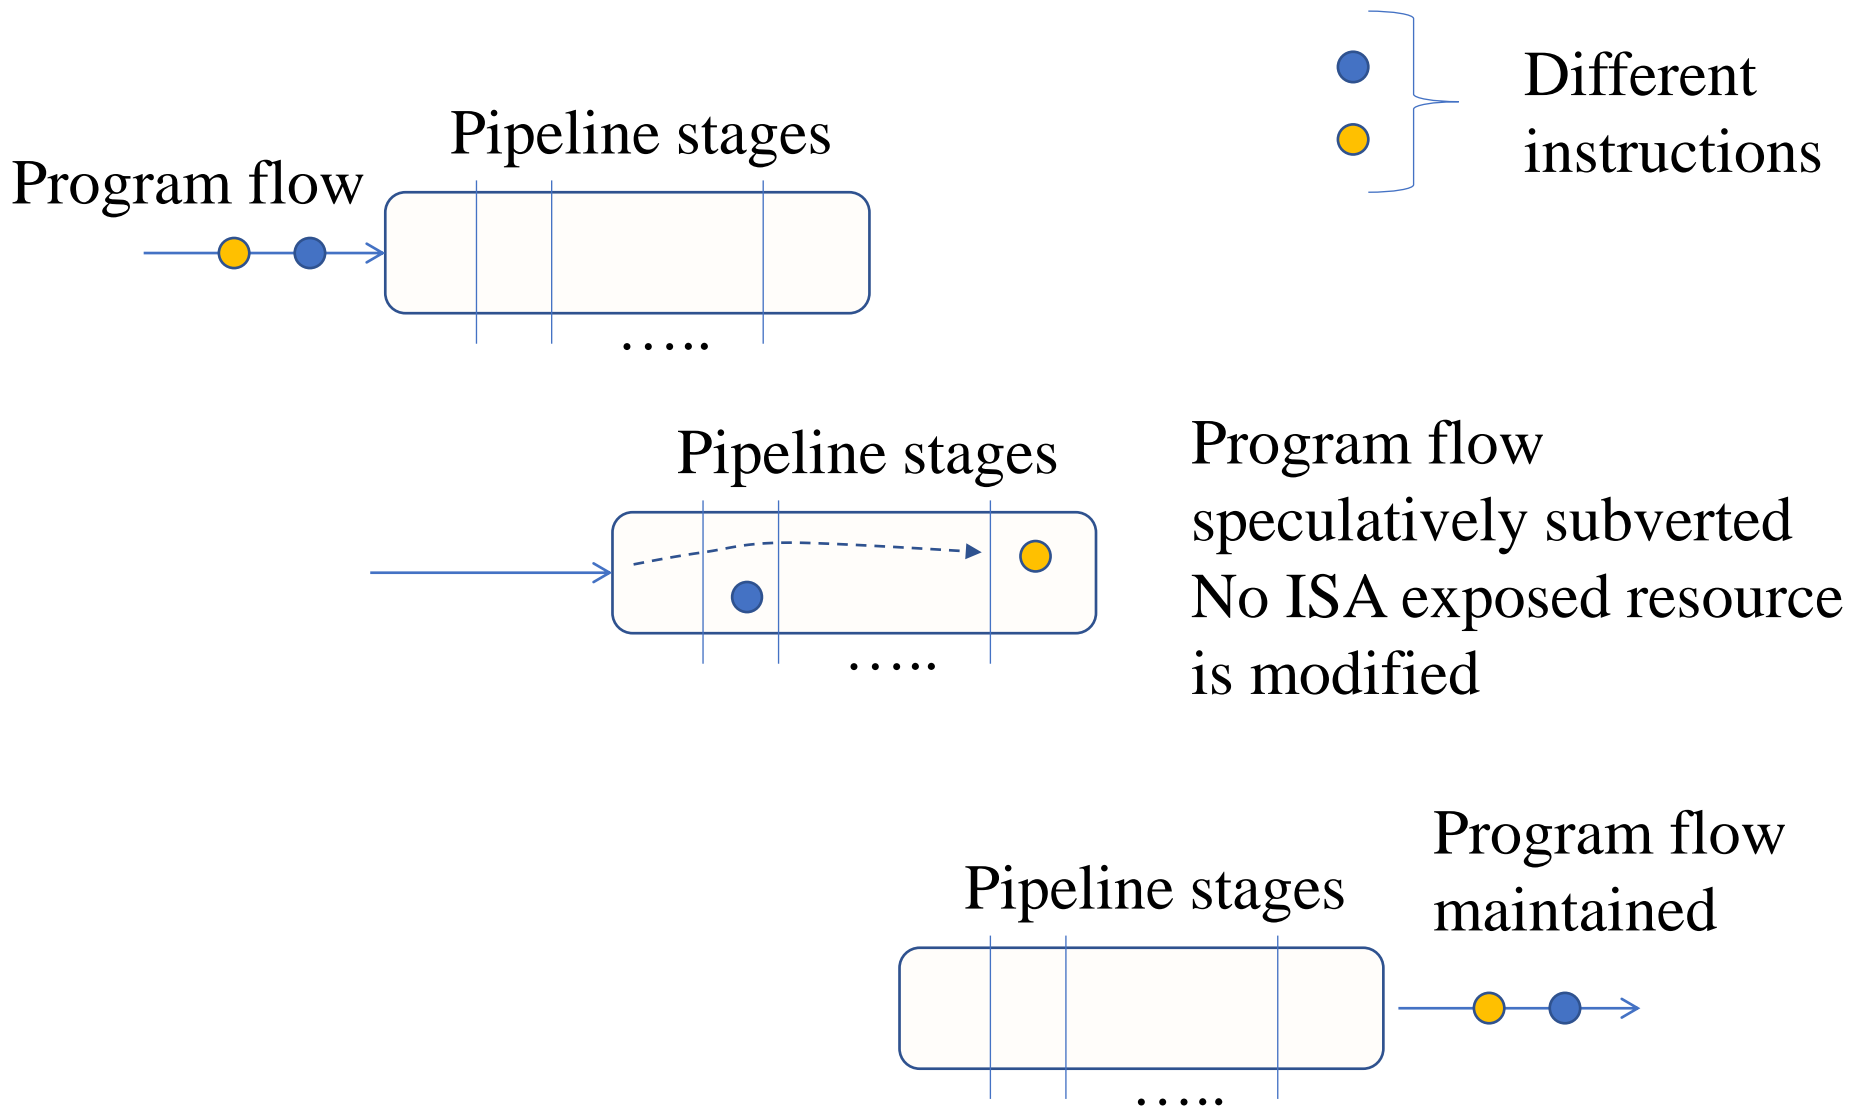 Different
instructions
Pipeline stages
Program flow
…..
Pipeline stages
Program flow
speculatively subverted
No ISA exposed resource
is modified
…..
Program flow
maintained
Pipeline stages
…..